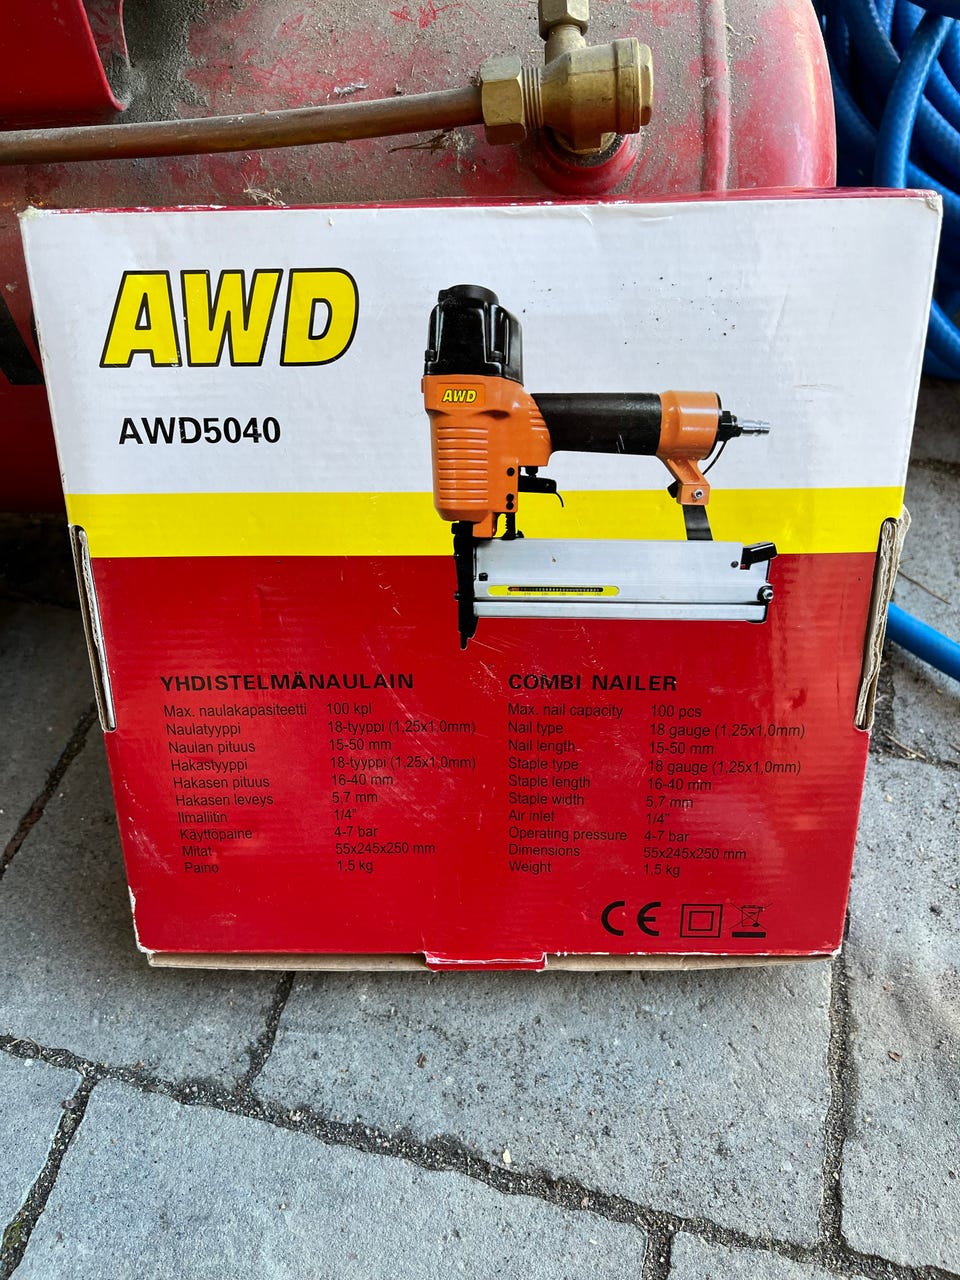 AWD
AWD5040
AWD
YHDISTELMÄNAULAIN
Max. naulakapasiteetti 100 kpl
Naulatyyppi 18-tyyppi (1,25x1,0mm)
Naulan pituus 15-50 mm
Hakastyyppi 18-tyyppi (1,25x1,0mm)
Hakasen pituus 16-40 mm
Hakasen leveys 5,7 mm
Ilmaliitin 1/4"
Käyttöpaine 4-7 bar
Mitat 55x245x250 mm
Paino 1,5 kg
COMBI NAILER
Max. nail capacity 100 pcs
Nail type 18 gauge (1,25x1,0mm)
Nail length 15-50 mm
Staple type 18 gauge (1,25x1,0mm)
Staple length 16-40 mm
Staple width 5,7 mm
Air inlet 1/4"
Operating pressure 4-7 bar
Dimensions 55x245x250 mm
Weight 1,5 kg
CE